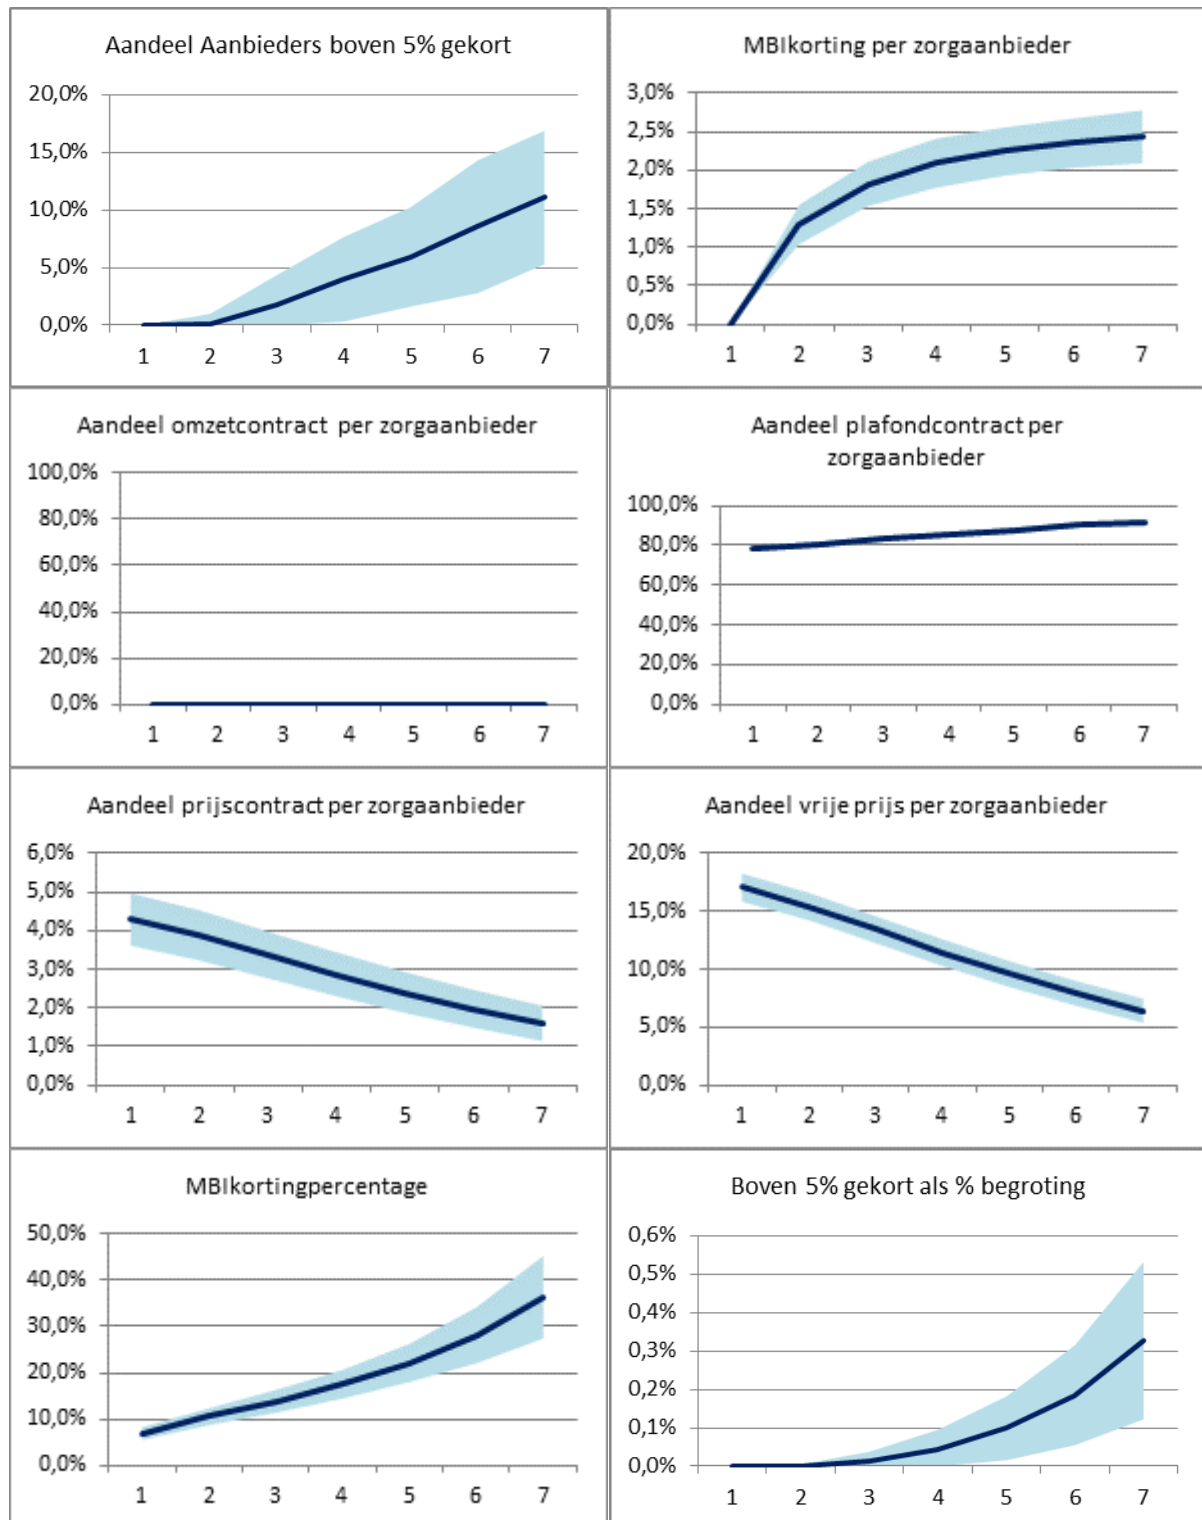 Aandeel Aanbieders boven 5% gekort
20,0%
15,0%
10,0%
5,0%
0,0%
1 2 3 4 5 6 7
MBIkorting per zorgaanbieder
3,0%
2,5%
2,0%
1,5%
1,0%
0,5%
0,0%
1 2 3 4 5 6 7
Aandeel omzetcontract per zorgaanbieder
100,0%
80,0%
60,0%
40,0%
20,0%
0,0%
1 2 3 4 5 6 7
Aandeel plafondcontract per
zorgaanbieder
100,0%
80,0%
60,0%
40,0%
20,0%
0,0%
1 2 3 4 5 6 7
Aandeel prijscontract per zorgaanbieder
6,0%
5,0%
4,0%
3,0%
2,0%
1,0%
0,0%
1 2 3 4 5 6 7
Aandeel vrije prijs per zorgaanbieder
20,0%
15,0%
10,0%
5,0%
0,0%
1 2 3 4 5 6 7
MBIkortingpercentage
50,0%
40,0%
30,0%
20,0%
10,0%
0,0%
1 2 3 4 5 6 7
Boven 5% gekort als % begroting
0,6%
0,5%
0,4%
0,3%
0,2%
0,1%
0,0%
1 2 3 4 5 6 7